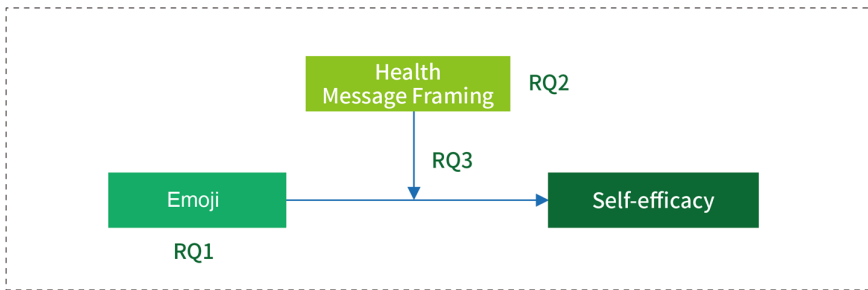 Health
Message Framing
RQ2
RQ3
Emoji
Self-efficacy
RQ1